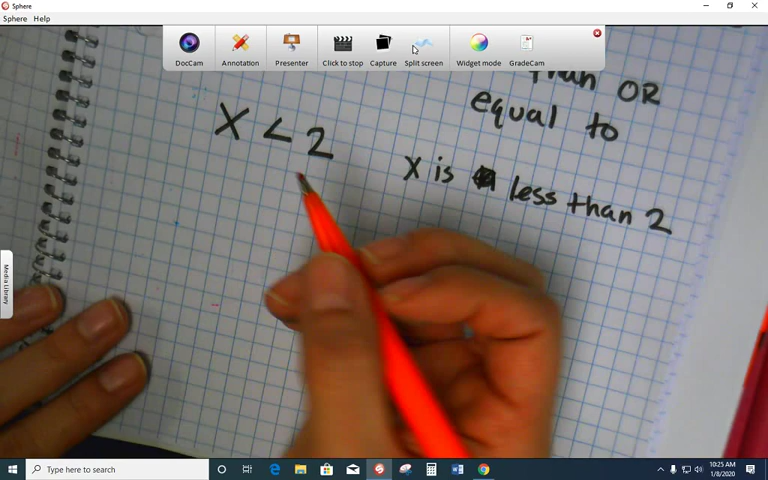 Sphere
Sphere Help
DocCam Annotation Presenter Click to stop Capture Split screen Widget mode GradeCam
than OR
equal to
X < 2
X is less than 2
Media Library
Type here to search
10:25 AM
1/8/2020